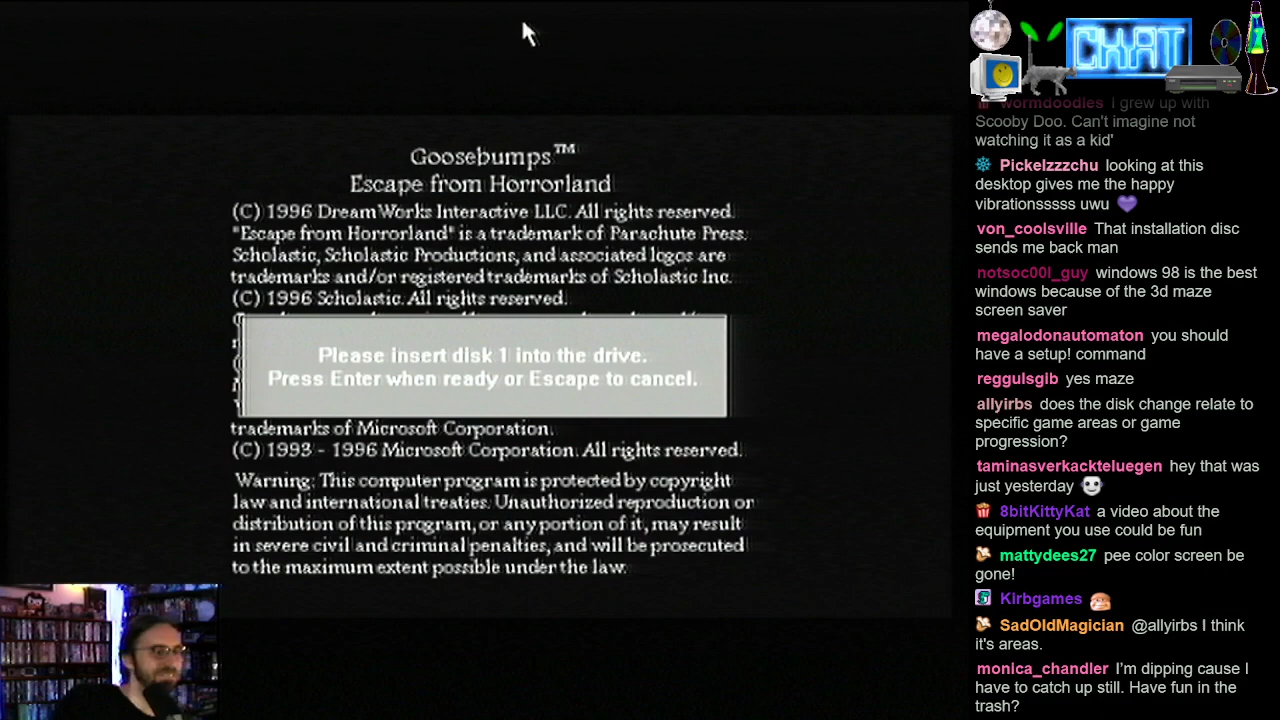 Goosebumps™
Escape from Horrorland
(C) 1996 DreamWorks Interactive LLC. All rights reserved.
"Escape from Horrorland" is a trademark of Parachute Press.
Scholastic, Scholastic Productions, and associated logos are
trademarks and/or registered trademarks of Scholastic Inc.
(C) 1996 Scholastic. All rights reserved.
Please insert disk 1 into the drive.
Press Enter when ready or Escape to cancel.
trademarks of Microsoft Corporation.
(C) 1993 - 1996 Microsoft Corporation. All rights reserved.
Warning: This computer program is protected by copyright
law and international treaties. Unauthorized reproduction or
distribution of this program, or any portion of it, may result
in severe civil and criminal penalties, and will be prosecuted
to the maximum extent possible under the law.
CHAT
wormdoodles I grew up with
Scooby Doo. Can't imagine not
watching it as a kid'
Pickelzzzchu looking at this
desktop gives me the happy
vibrationsssss uwu
von_coolsville That installation disc
sends me back man
notsoc00l_guy windows 98 is the best
windows because of the 3d maze
screen saver
megalodonautomaton you should
have a setup! command
reggulsgib yes maze
allyirbs does the disk change relate to
specific game areas or game
progression?
taminasverackteluegen hey that was
just yesterday
8bitKittyKat a video about the
equipment you use could be fun
mattydees27 pee color screen be
gone!
Kirbgames
SadOldMagician @allyirbs I think
it's areas.
monica_chandler I'm dipping cause I
have to catch up still. Have fun in the
trash?